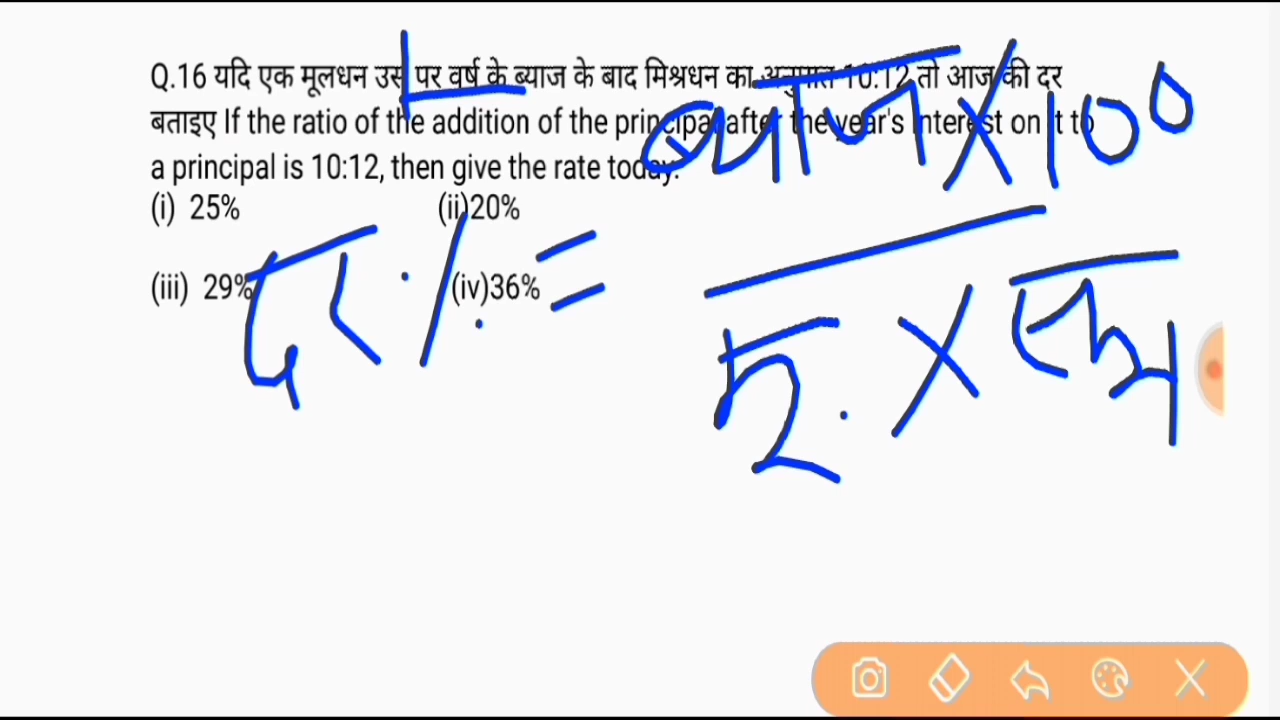 Q.16 यदि एक मूलधन उस पर वर्ष के ब्याज के बाद मिश्रधन का अनुपात 10:12 तो आज की दर
बताइए If the ratio of the addition of the principal after the year's interest on it to
a principal is 10:12, then give the rate today.
(i) 25% (ii)20%
(iii) 29% (iv)36%
ब्याज × 100
दर % =